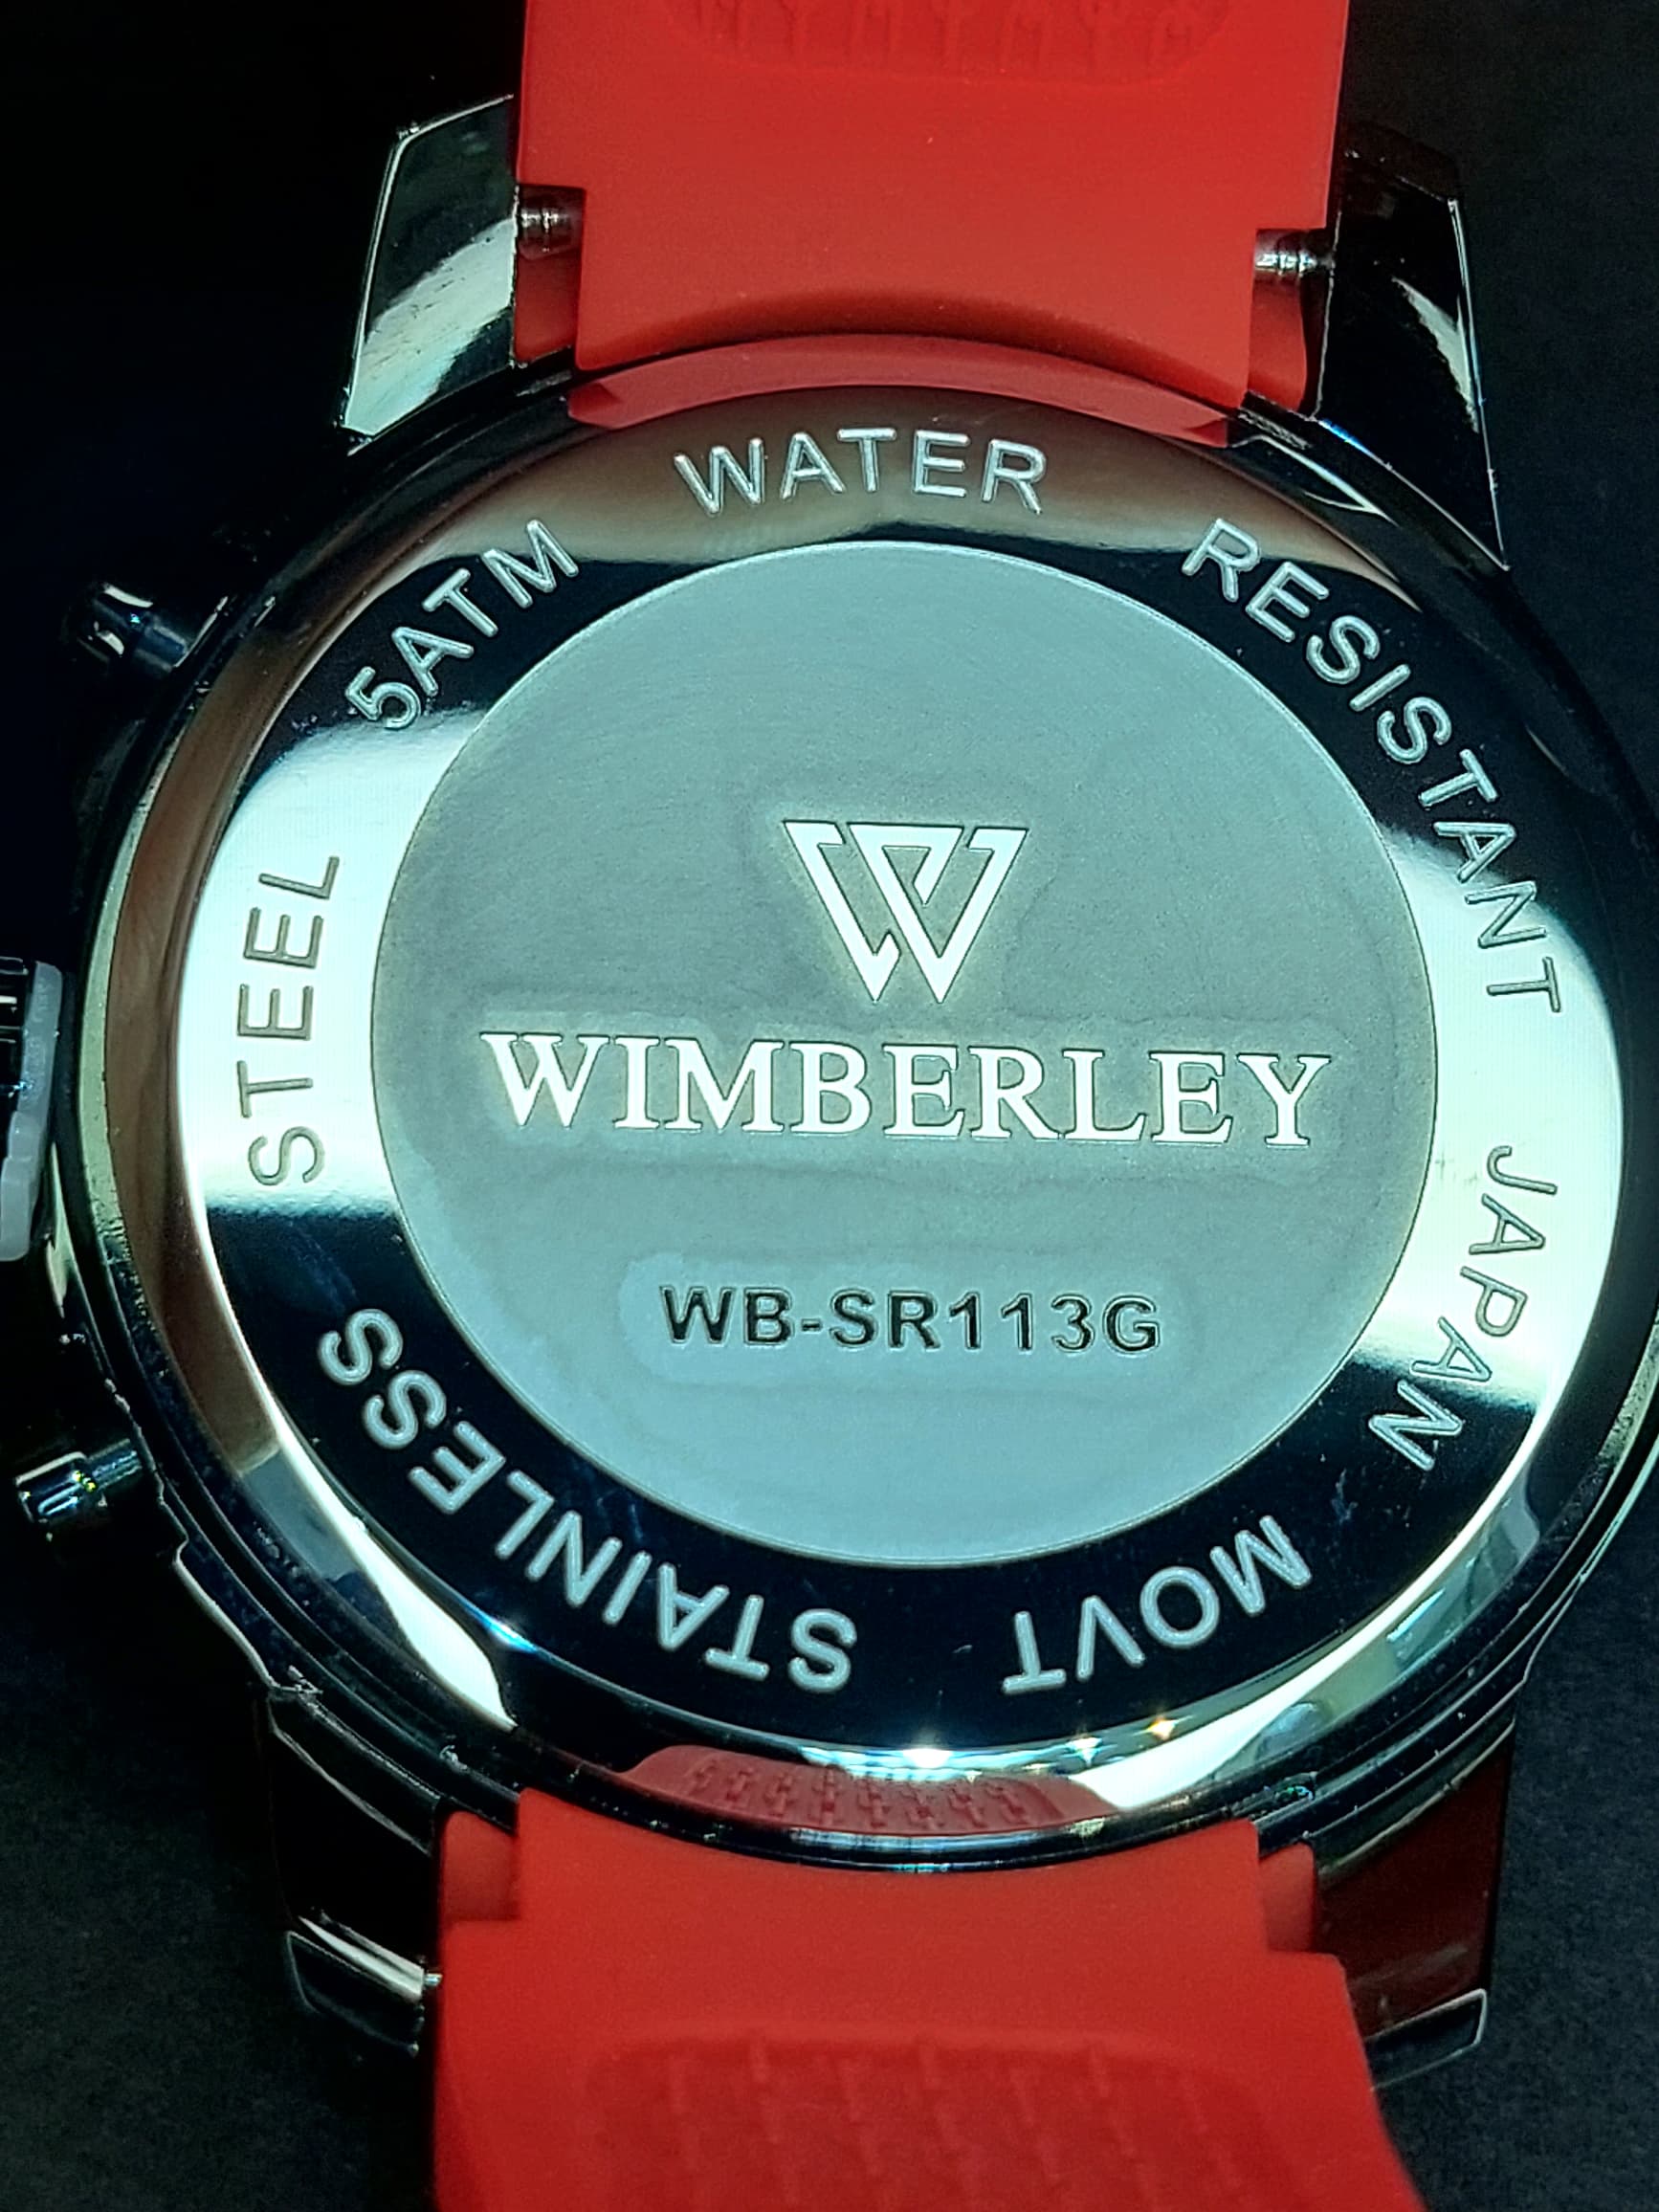 5ATM WATER RESISTANT JAPAN MOVT STAINLESS STEEL
WIMBERLEY
WB-SR113G